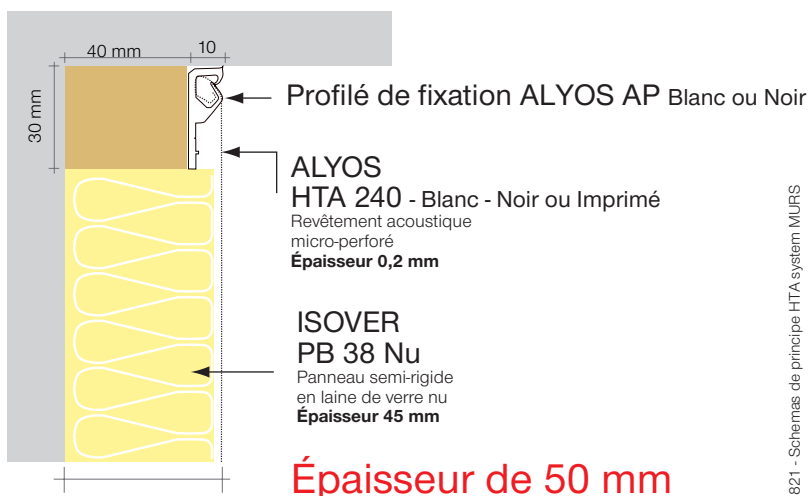 40 mm
10
30 mm
Profilé de fixation ALYOS AP Blanc ou Noir
ALYOS
HTA 240 - Blanc - Noir ou Imprimé
Revêtement acoustique
micro-perforé
Épaisseur 0,2 mm
ISOVER
PB 38 Nu
Panneau semi-rigide
en laine de verre nu
Épaisseur 45 mm
Épaisseur de 50 mm
821 - Schemas de principe HTA system MURS